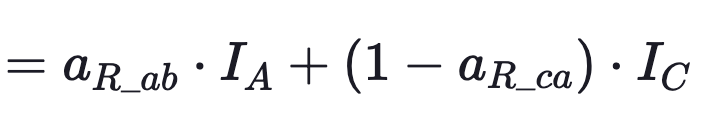 = a_{R\_ab} · I_A + (1 − a_{R\_ca}) · I_C